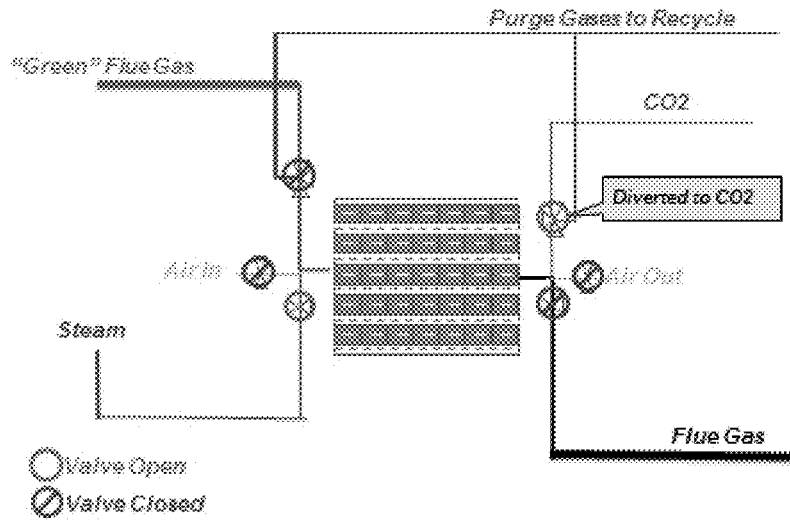 Purge Gases to Recycle
"Green" Flue Gas
CO2
Diverted to CO2
Air In
Air Out
Steam
Flue Gas
Valve Open
Valve Closed